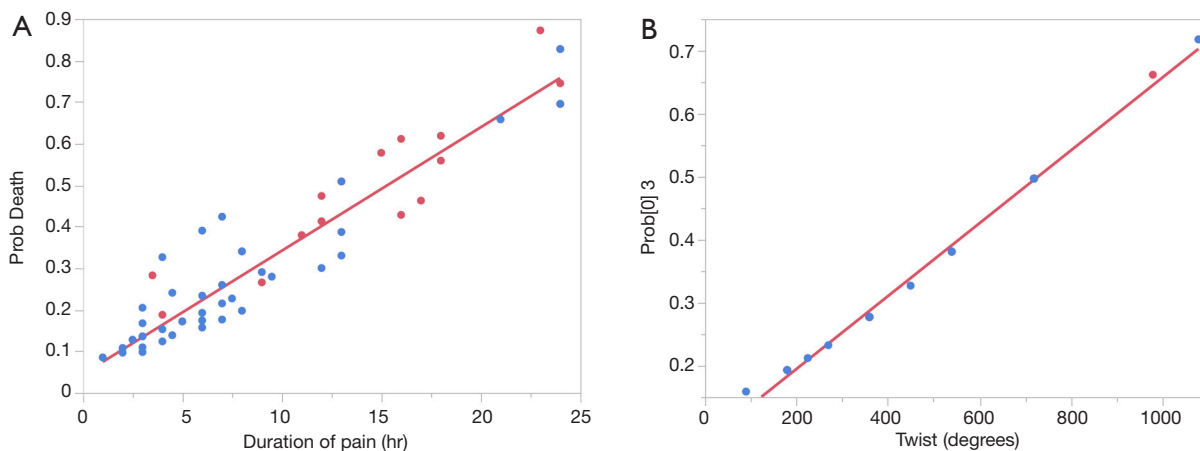 A
Prob Death
0.9
0.8
0.7
0.6
0.5
0.4
0.3
0.2
0.1
0
0 5 10 15 20 25
Duration of pain (hr)
B
Prob[0] 3
0.7
0.6
0.5
0.4
0.3
0.2
0 200 400 600 800 1000
Twist (degrees)